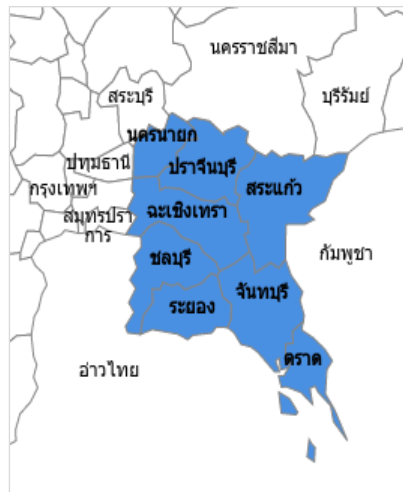 นครราชสีมา
สระบุรี
บุรีรัมย์
นครนายก
ปทุมธานี
ปราจีนบุรี
กรุงเทพฯ
สระแก้ว
ฉะเชิงเทรา
สมุทรปรา
การ
ชลบุรี
กัมพูชา
จันทบุรี
ระยอง
ตราด
อ่าวไทย